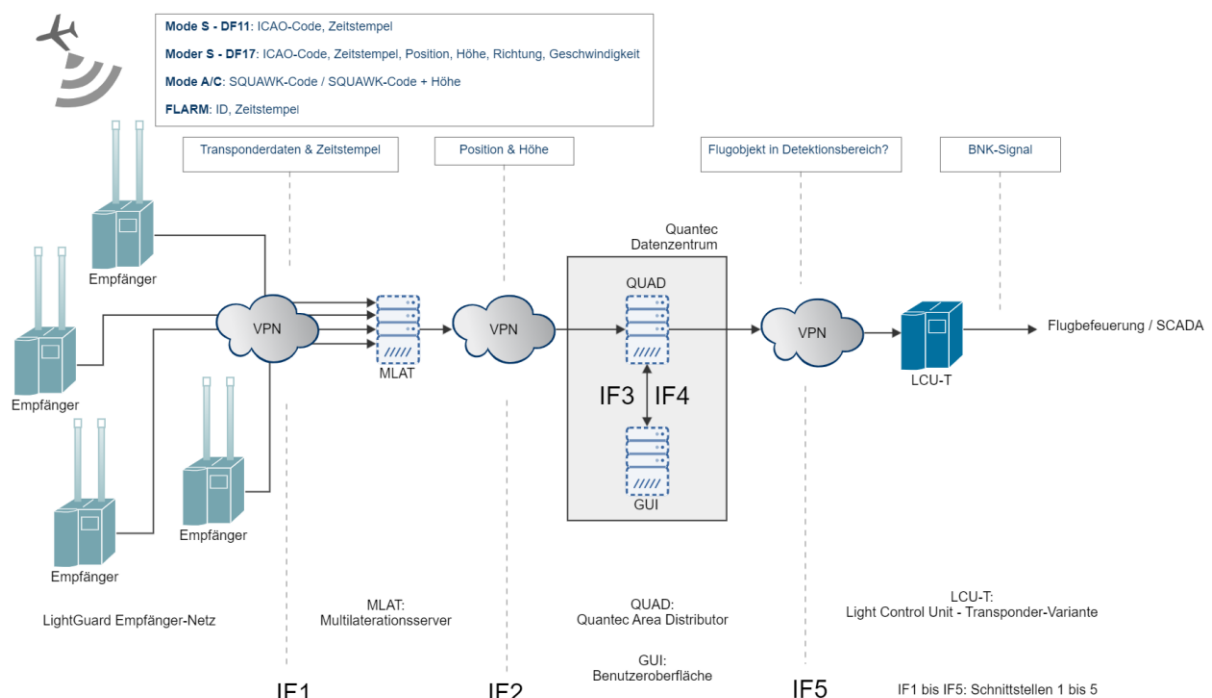 Mode S - DF11: ICAO-Code, Zeitstempel
Moder S - DF17: ICAO-Code, Zeitstempel, Position, Höhe, Richtung, Geschwindigkeit
Mode A/C: SQUAWK-Code / SQUAWK-Code + Höhe
FLARM: ID, Zeitstempel
Transponderdaten & Zeitstempel
Position & Höhe
Flugobjekt in Detektionsbereich?
BNK-Signal
Quantec
Datenzentrum
Empfänger
Empfänger
Empfänger
Empfänger
VPN
MLAT
VPN
QUAD
IF3
IF4
GUI
VPN
LCU-T
Flugbefeuerung / SCADA
LightGuard Empfänger-Netz
MLAT:
Multilaterationsserver
QUAD:
Quantec Area Distributor
GUI:
Benutzeroberfläche
LCU-T:
Light Control Unit - Transponder-Variante
IF1
IF2
IF5
IF1 bis IF5: Schnittstellen 1 bis 5